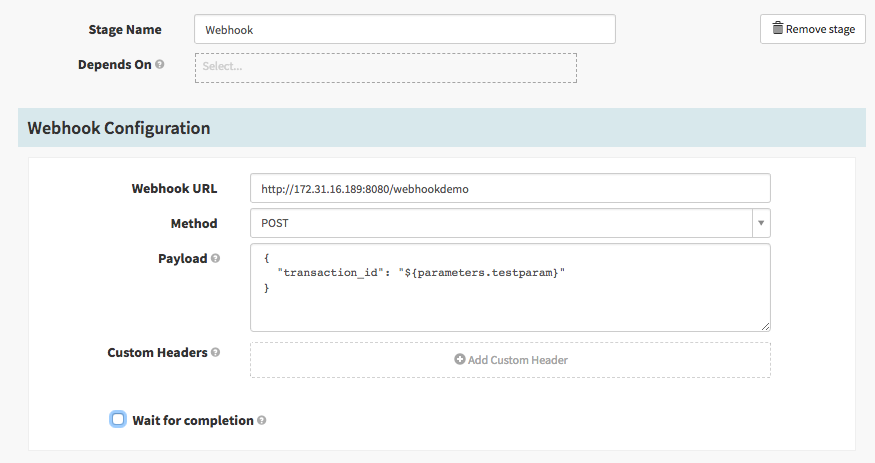 Stage Name
Webhook
Remove stage
Depends On ?
Select...
Webhook Configuration
Webhook URL
http://172.31.16.189:8080/webhookdemo
Method
POST
Payload ?
{
"transaction_id": "${parameters.testparam}"
}
Custom Headers ?
Add Custom Header
Wait for completion ?